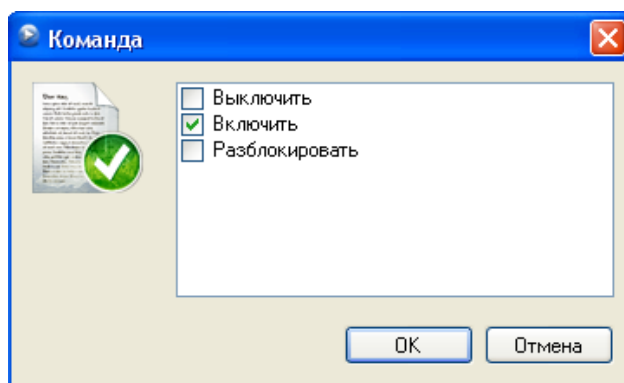 Команда
Выключить
Включить
Разблокировать
OK
Отмена